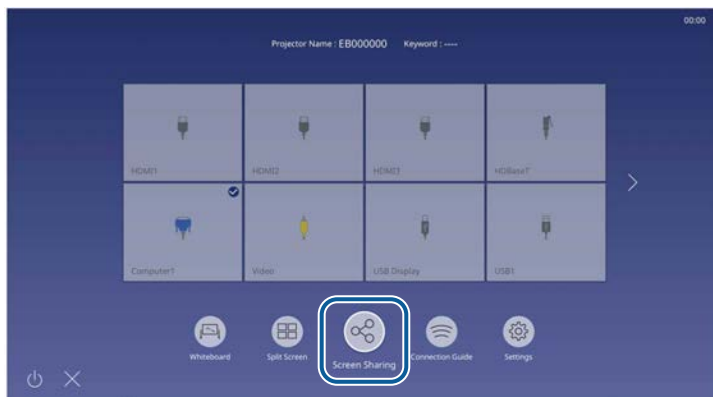 00:00
Projector Name : EB000000 Keyword : ----
HDMI1 HDMI2 HDMI3 HDBaseT
Computer1 Video USB Display USB1
Whiteboard Split Screen Screen Sharing Connection Guide Settings